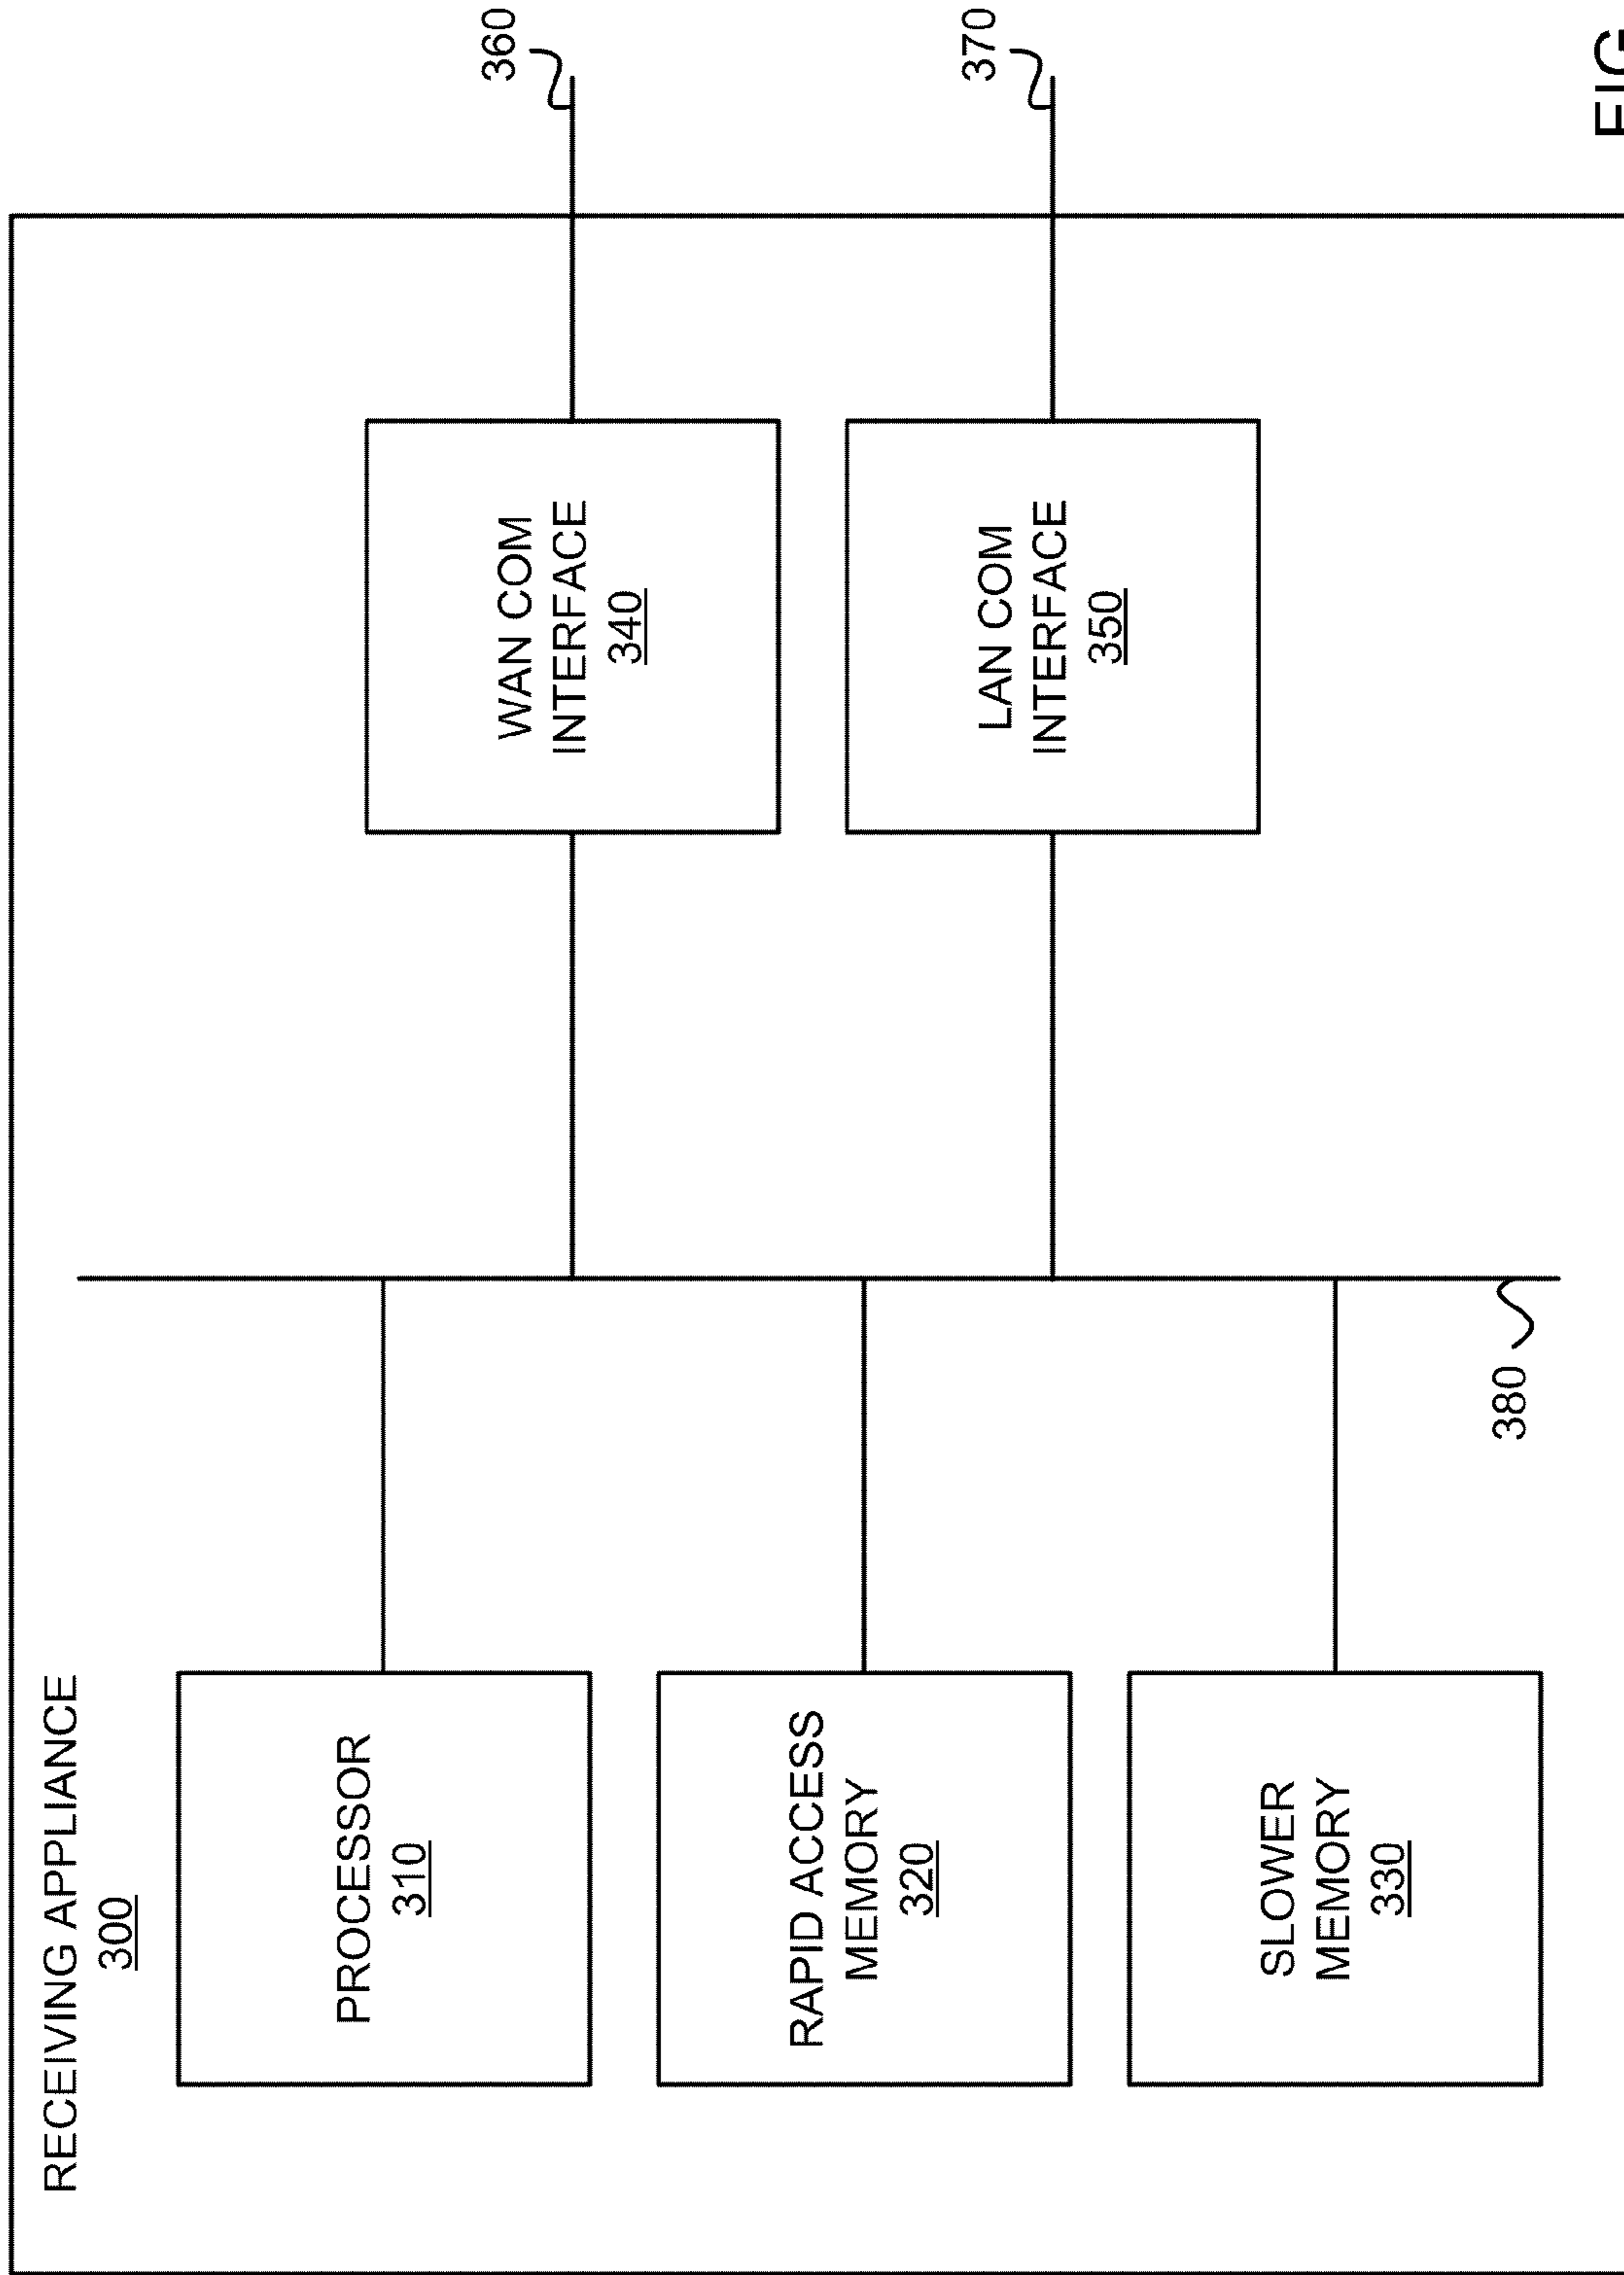 RECEIVING APPLIANCE
300
PROCESSOR
310
RAPID ACCESS
MEMORY
320
SLOWER
MEMORY
330
380
WAN COM
INTERFACE
340
LAN COM
INTERFACE
350
360
370
FIG